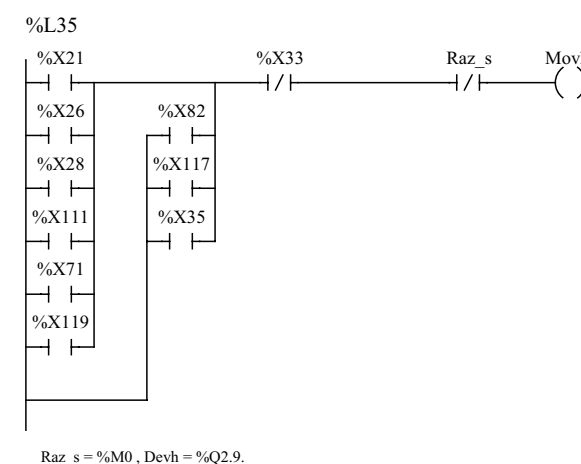 %L35
%X21 %X33 Raz_s
%X26 %X82
%X28 %X117
%X111 %X35
%X71
%X119
Raz_s = %M0 , Devh = %Q2.9.